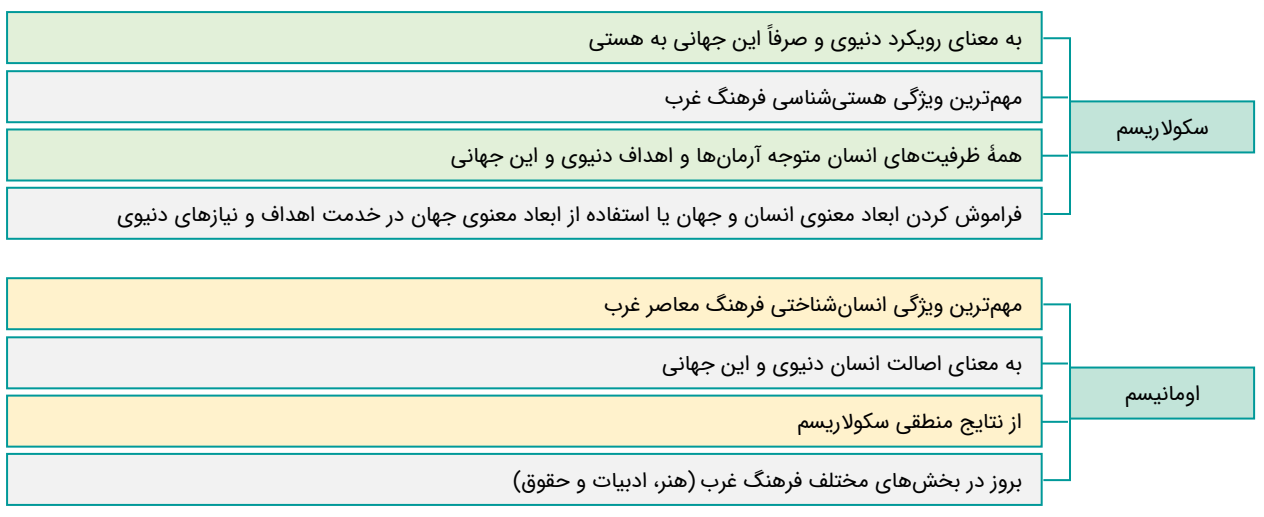 سکولاریسم
به معنای رویکرد دنیوی و صرفاً این جهانی به هستی
مهم‌ترین ویژگی هستی‌شناسی فرهنگ غرب
همۀ ظرفیت‌های انسان متوجه آرمان‌ها و اهداف دنیوی و این جهانی
فراموش کردن ابعاد معنوی انسان و جهان یا استفاده از ابعاد معنوی جهان در خدمت اهداف و نیازهای دنیوی
اومانیسم
مهم‌ترین ویژگی انسان‌شناختی فرهنگ معاصر غرب
به معنای اصالت انسان دنیوی و این جهانی
از نتایج منطقی سکولاریسم
بروز در بخش‌های مختلف فرهنگ غرب (هنر، ادبیات و حقوق)